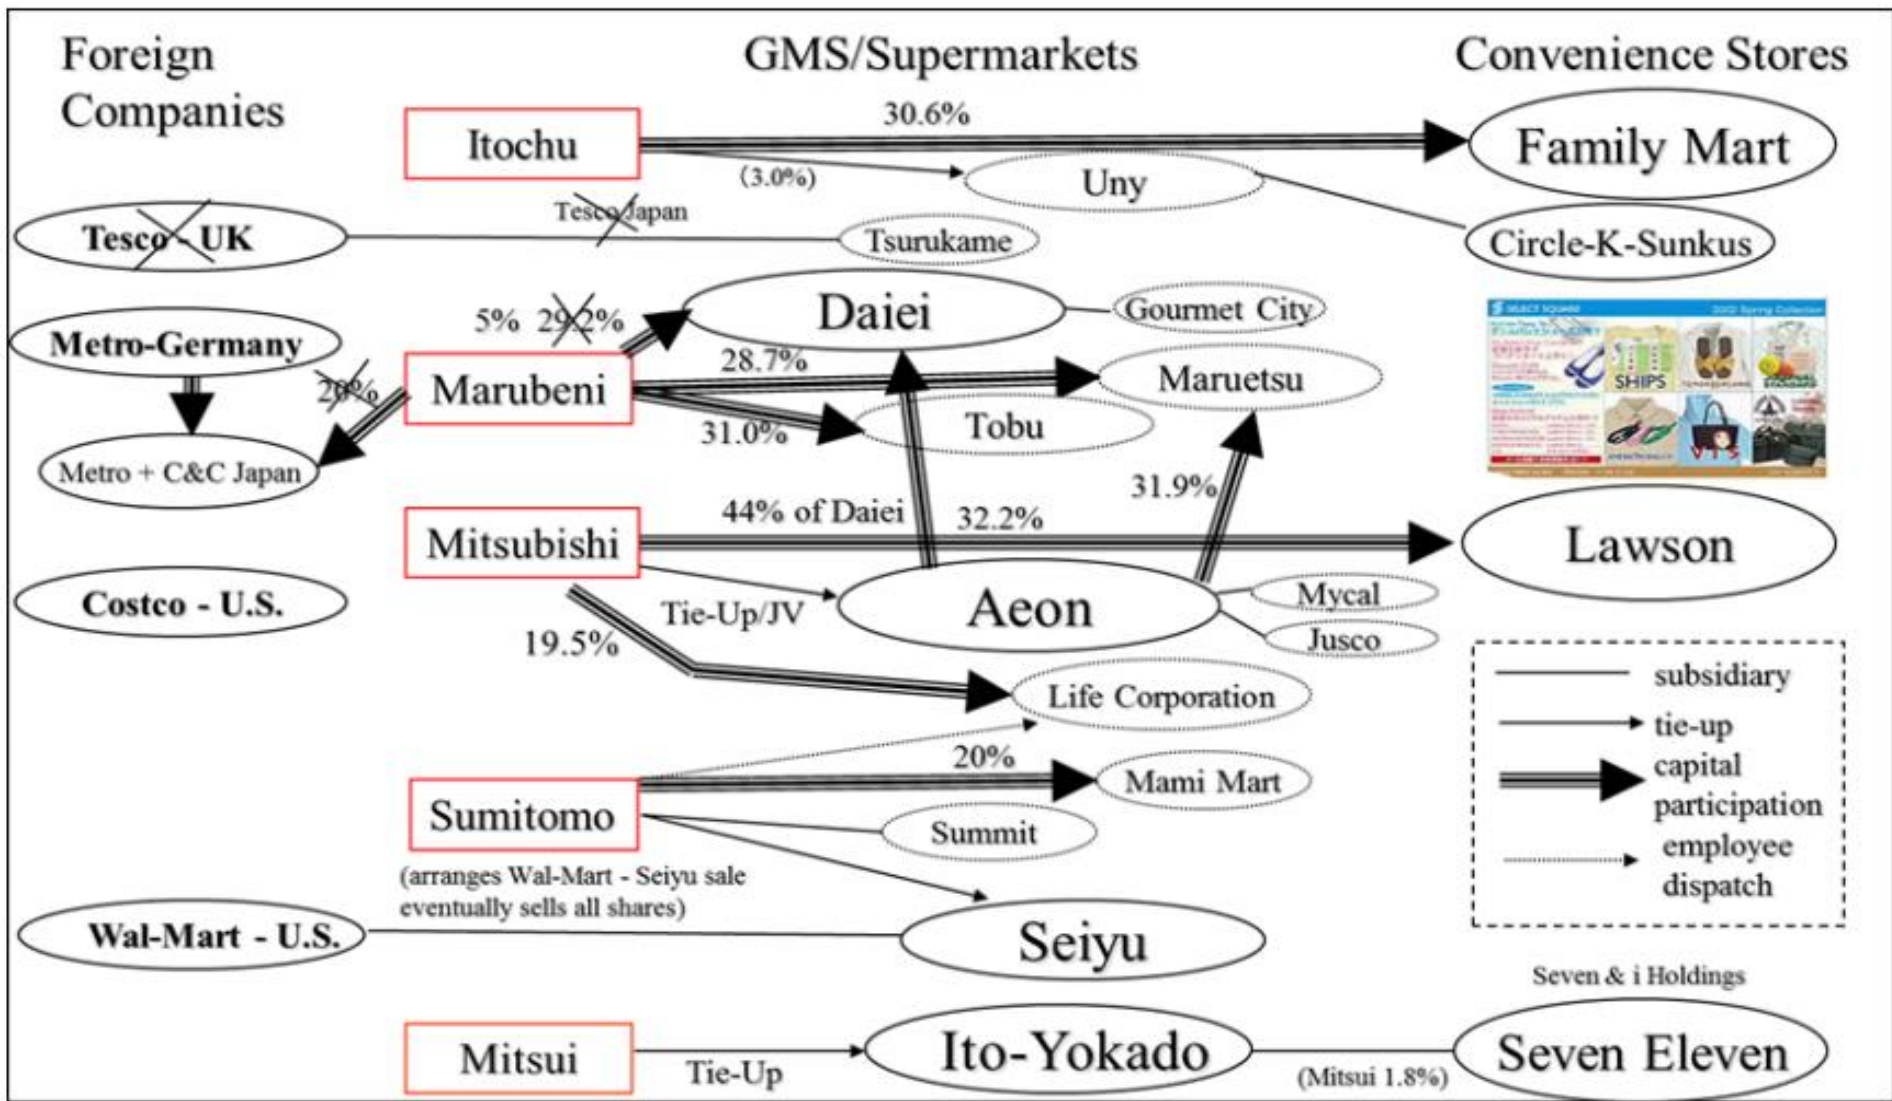 Foreign
Companies
GMS/Supermarkets
Convenience Stores
Itochu
30.6%
Family Mart
(3.0%)
Uny
Tesco - UK
Tesco Japan
Tsurukame
Circle-K-Sunkus
Metro-Germany
5% 29.2%
Daiei
Gourmet City
SELECT SQUARE
2002 Spring Collection
SHIPS
20%
Marubeni
28.7%
Maruetsu
31.0%
Tobu
Metro + C&C Japan
31.9%
Mitsubishi
44% of Daiei
32.2%
Lawson
Costco - U.S.
Tie-Up/JV
Aeon
Mycal
Jusco
19.5%
Life Corporation
subsidiary
tie-up
capital
participation
employee
dispatch
Sumitomo
20%
Mami Mart
Summit
(arranges Wal-Mart - Seiyu sale
eventually sells all shares)
Wal-Mart - U.S.
Seiyu
Seven & i Holdings
Mitsui
Tie-Up
Ito-Yokado
(Mitsui 1.8%)
Seven Eleven